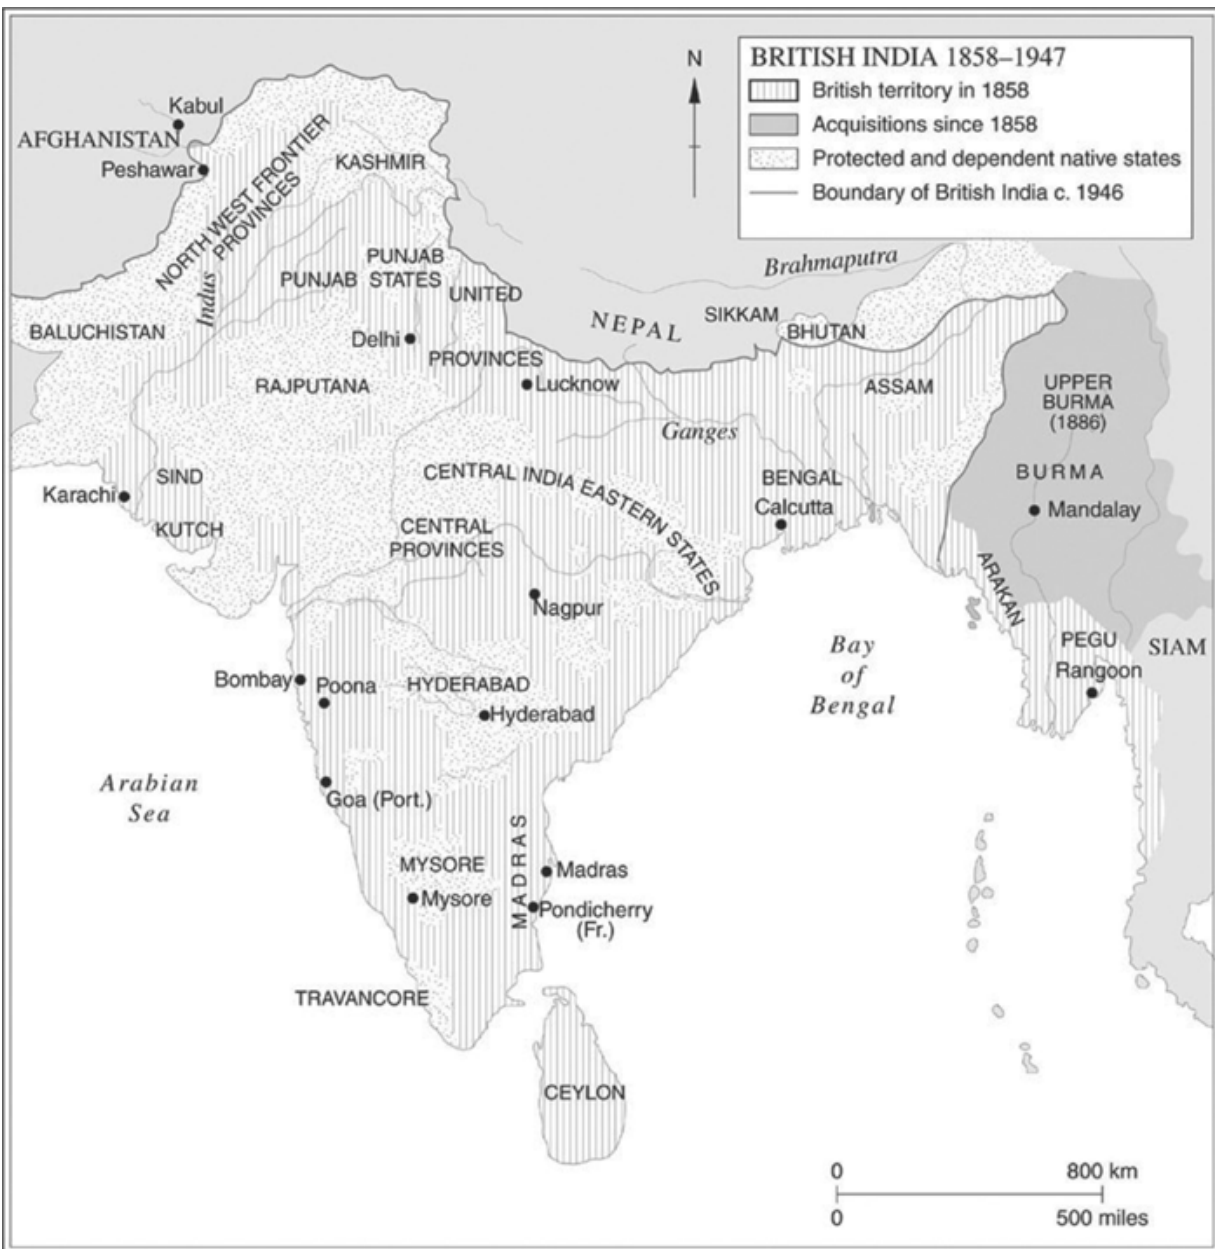 BRITISH INDIA 1858–1947
British territory in 1858
Acquisitions since 1858
Protected and dependent native states
Boundary of British India c. 1946
N
Kabul
AFGHANISTAN
Peshawar
NORTH WEST FRONTIER
PROVINCES
KASHMIR
Indus
PUNJAB
PUNJAB
STATES
UNITED
PROVINCES
BALUCHISTAN
Delhi
RAJPUTANA
Lucknow
NEPAL
SIKKAM
BHUTAN
Brahmaputra
ASSAM
Ganges
UPPER
BURMA
(1886)
BURMA
Mandalay
SIND
Karachi
KUTCH
CENTRAL INDIA EASTERN STATES
CENTRAL
PROVINCES
BENGAL
Calcutta
Nagpur
ARAKAN
PEGU
Rangoon
SIAM
Bay
of
Bengal
Bombay
Poona
HYDERABAD
Hyderabad
Arabian
Sea
Goa (Port.)
MADRAS
MYSORE
Mysore
Madras
Pondicherry
(Fr.)
TRAVANCORE
CEYLON
0
800 km
0
500 miles